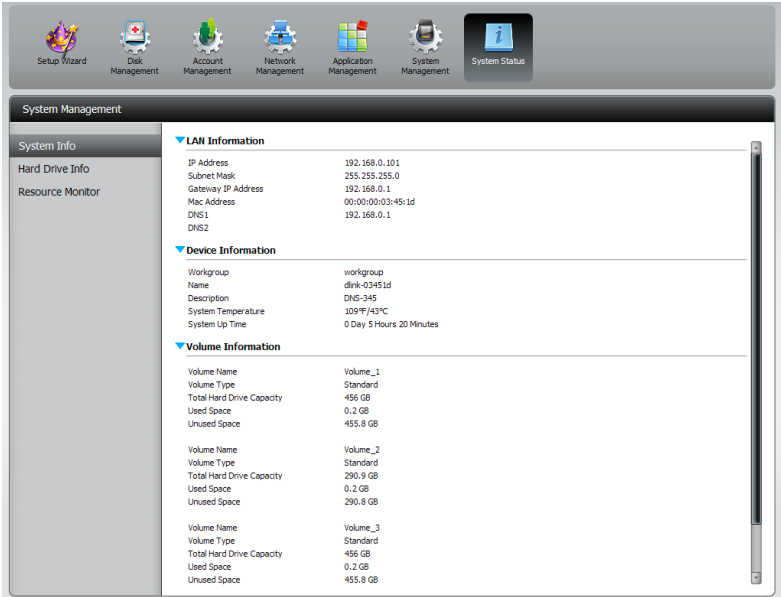 Setup Wizard
Disk Management
Account Management
Network Management
Application Management
System Management
System Status
System Management
System Info
Hard Drive Info
Resource Monitor
LAN Information
IP Address 192.168.0.101
Subnet Mask 255.255.255.0
Gateway IP Address 192.168.0.1
Mac Address 00:00:00:03:45:1d
DNS1 192.168.0.1
DNS2
Device Information
Workgroup workgroup
Name dlink-03451d
Description DNS-345
System Temperature 109°F/43°C
System Up Time 0 Day 5 Hours 20 Minutes
Volume Information
Volume Name Volume_1
Volume Type Standard
Total Hard Drive Capacity 456 GB
Used Space 0.2 GB
Unused Space 455.8 GB
Volume Name Volume_2
Volume Type Standard
Total Hard Drive Capacity 290.9 GB
Used Space 0.2 GB
Unused Space 290.8 GB
Volume Name Volume_3
Volume Type Standard
Total Hard Drive Capacity 456 GB
Used Space 0.2 GB
Unused Space 455.8 GB